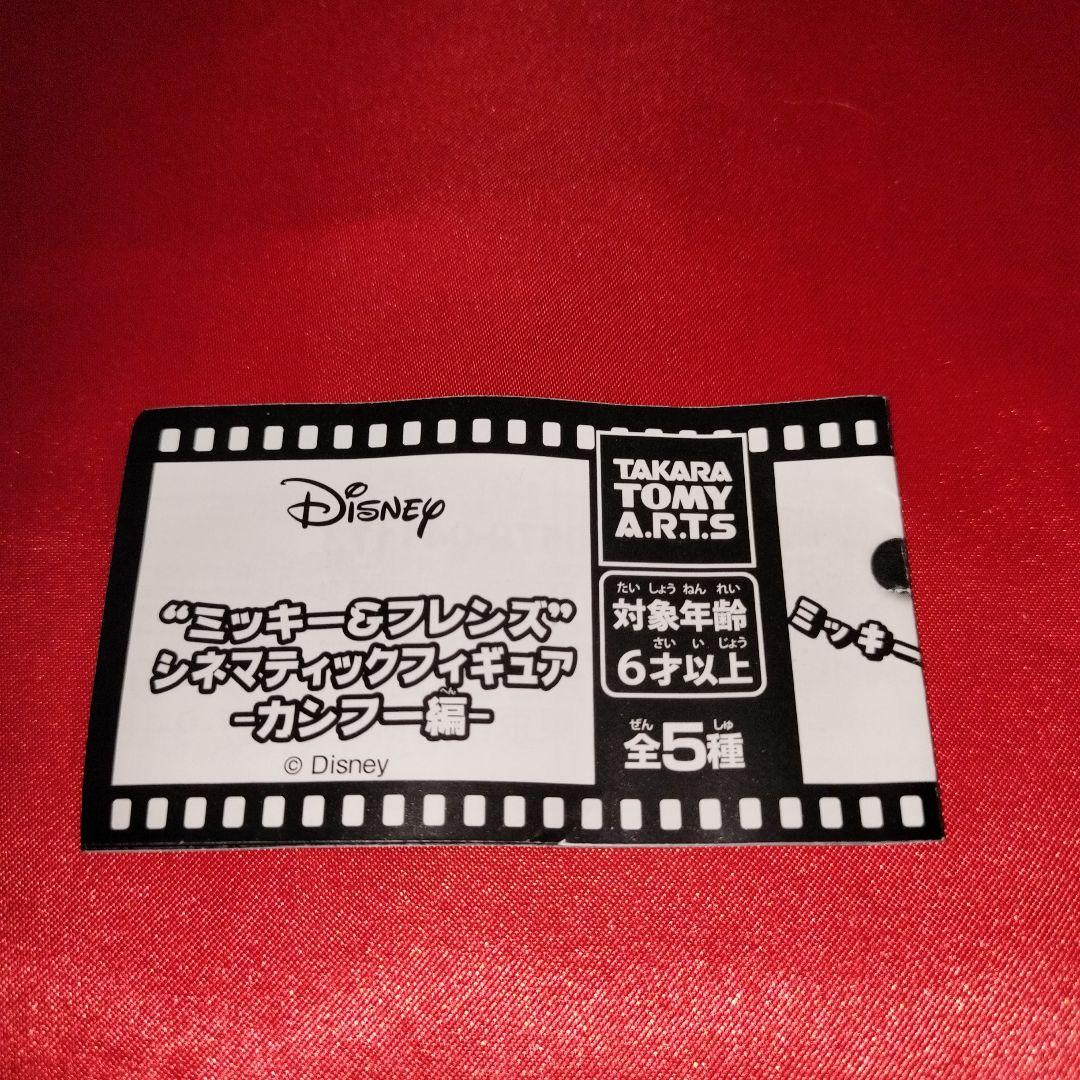 Disney
“ミッキー&フレンズ”
シネマティックフィギュア
-カンフー編-
へん
© Disney
TAKARA
TOMY
A.R.T.S
たいしょうねんれい
対象年齢
さいいじょう
6才以上
ぜん しゅ
全5種
ミッキー